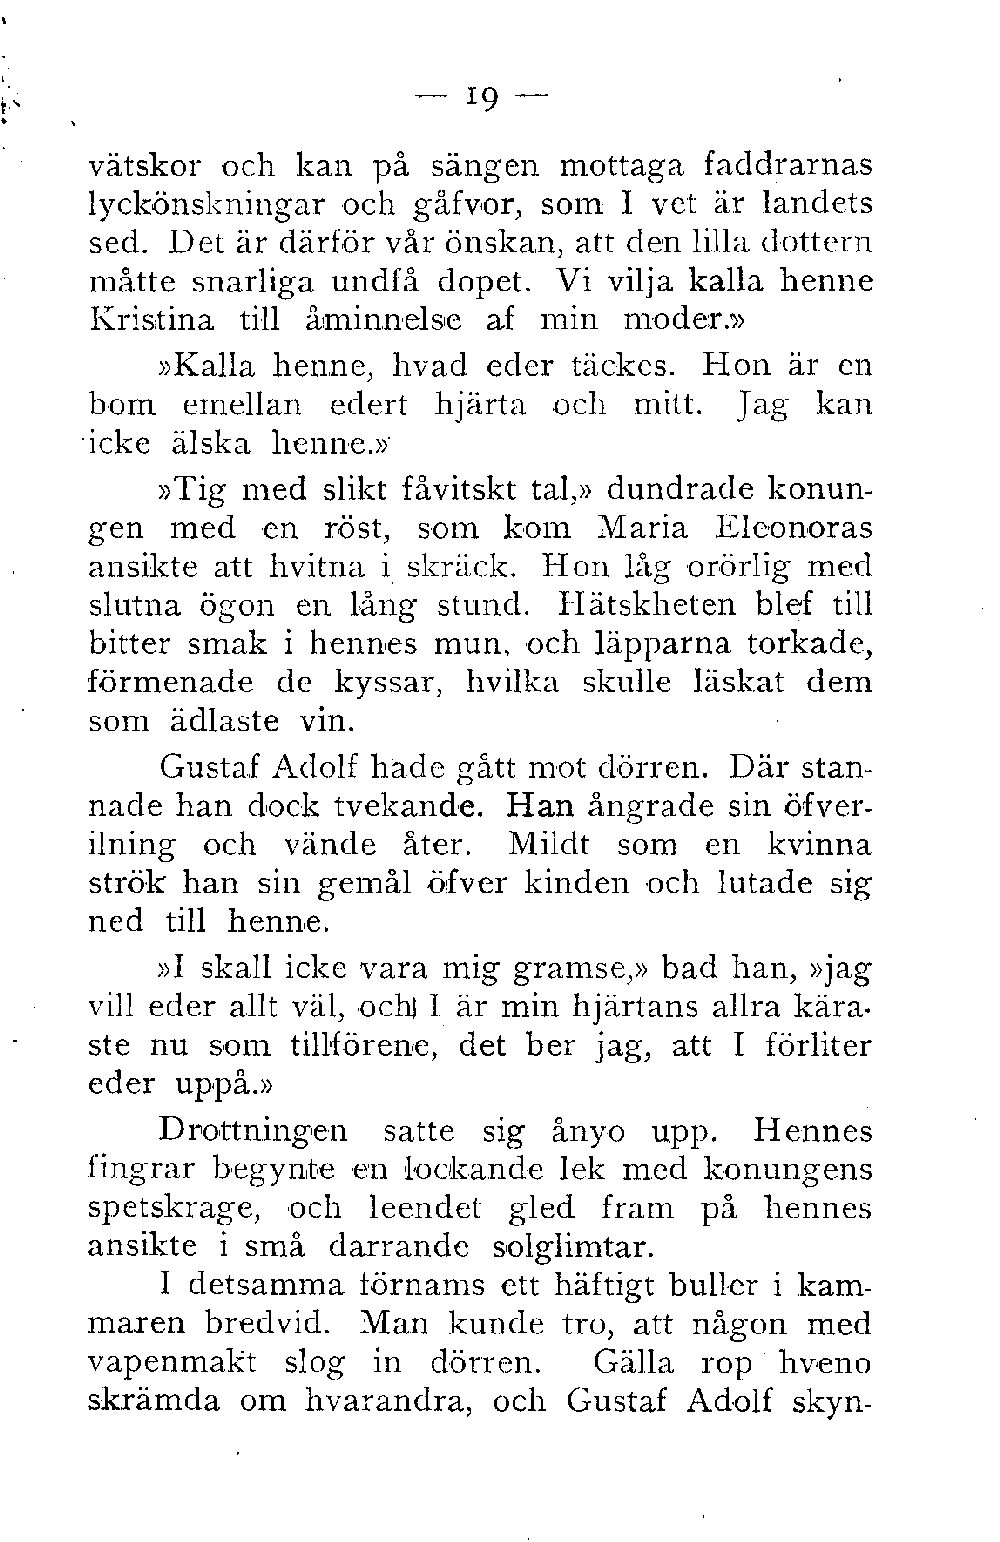 — 19 —
vätskor och kan på sängen mottaga faddrarnas
lyckönskningar och gåfvor, som I vet är landets
sed. Det är därför vår önskan, att den lilla dottern
måtte snarliga undfå dopet. Vi vilja kalla henne
Kristina till åminnelse af min moder.»
»Kalla henne, hvad eder täckes. Hon är en
bom emellan edert hjärta och mitt. Jag kan
icke älska henne.»
»Tig med slikt fåvitskt tal,» dundrade konun-
gen med en röst, som kom Maria Eleonoras
ansikte att hvitna i skräck. Hon låg orörlig med
slutna ögon en lång stund. Hätskheten blef till
bitter smak i hennes mun, och läpparna torkade,
förmenade de kyssar, hvilka skulle läskat dem
som ädlaste vin.
Gustaf Adolf hade gått mot dörren. Där stan-
nade han dock tvekande. Han ångrade sin öfver-
ilning och vände åter. Mildt som en kvinna
strök han sin gemål öfver kinden och lutade sig
ned till henne.
»I skall icke vara mig gramse,» bad han, »jag
vill eder allt väl, och I är min hjärtans allra kära-
ste nu som tillförene, det ber jag, att I förliter
eder uppå.»
Drottningen satte sig ånyo upp. Hennes
fingrar begynte en lockande lek med konungens
spetskrage, och leendet gled fram på hennes
ansikte i små darrande solglimtar.
I detsamma förnams ett häftigt buller i kam-
maren bredvid. Man kunde tro, att någon med
vapenmakt slog in dörren. Gälla rop hveno
skrämda om hvarandra, och Gustaf Adolf skyn-